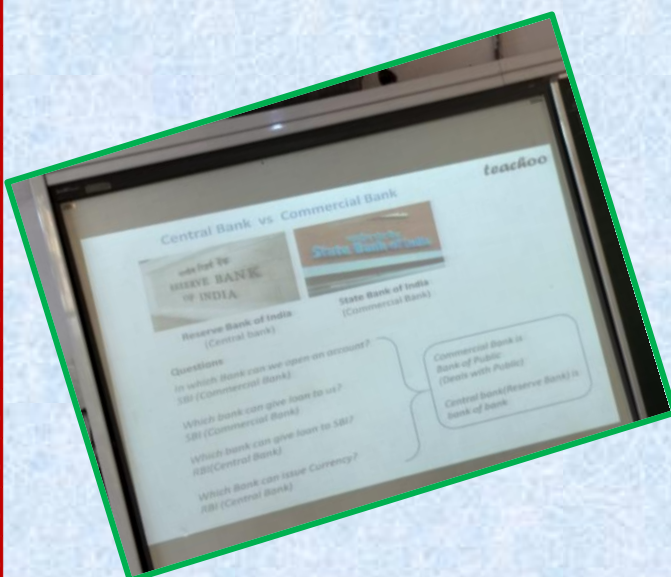 teachoo
Central Bank vs Commercial Bank
भारतीय रिज़र्व बैंक
RESERVE BANK
OF INDIA
State Bank of India
Reserve Bank of India
(Central bank)
State Bank of India
(Commercial Bank)
Questions
In which Bank can we open an account?
SBI (Commercial Bank)
Which bank can give loan to us?
SBI (Commercial Bank)
Which bank can give loan to SBI?
RBI(Central Bank)
Which Bank can issue Currency?
RBI (Central Bank)
Commercial Bank is
Bank of Public
(Deals with Public)
Central bank(Reserve Bank) is
bank of bank